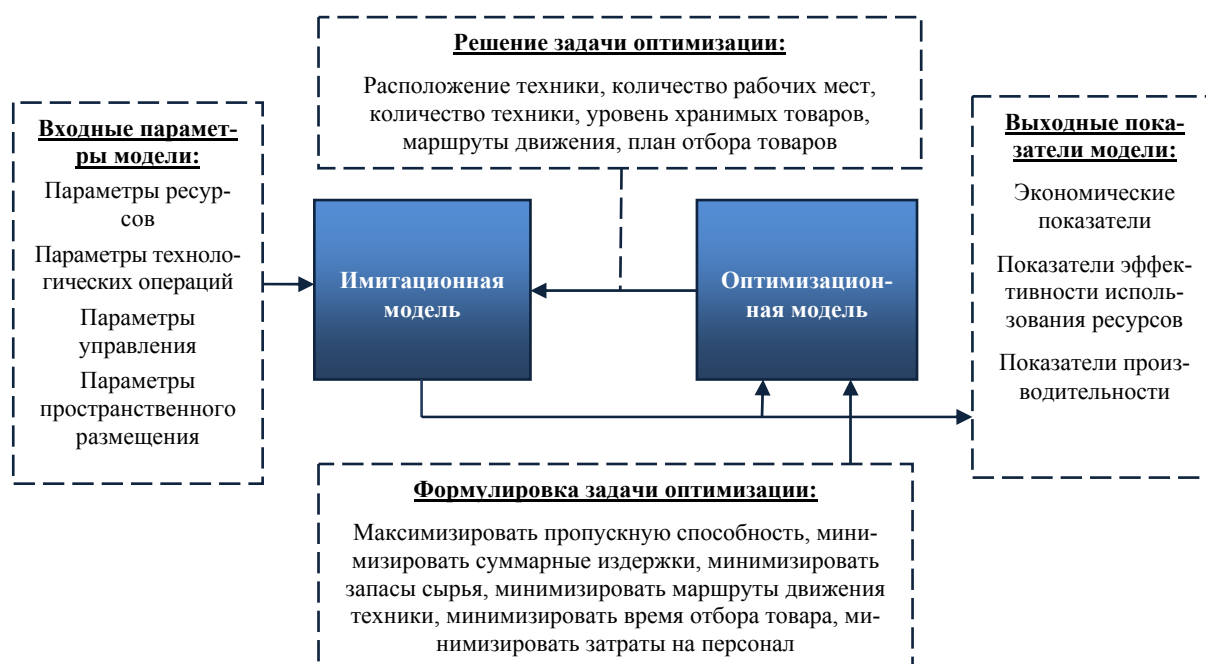 Решение задачи оптимизации:
Расположение техники, количество рабочих мест,
количество техники, уровень хранимых товаров,
маршруты движения, план отбора товаров
Входные парамет-
ры модели:
Параметры ресур-
сов
Параметры техноло-
гических операций
Параметры
управления
Параметры
пространственного
размещения
Имитационная
модель
Оптимизацион-
ная модель
Выходные пока-
затели модели:
Экономические
показатели
Показатели эффек-
тивности исполь-
зования ресурсов
Показатели произ-
водительности
Формулировка задачи оптимизации:
Максимизировать пропускную способность, мини-
мизировать суммарные издержки, минимизировать
запасы сырья, минимизировать маршруты движения
техники, минимизировать время отбора товара, ми-
нимизировать затраты на персонал